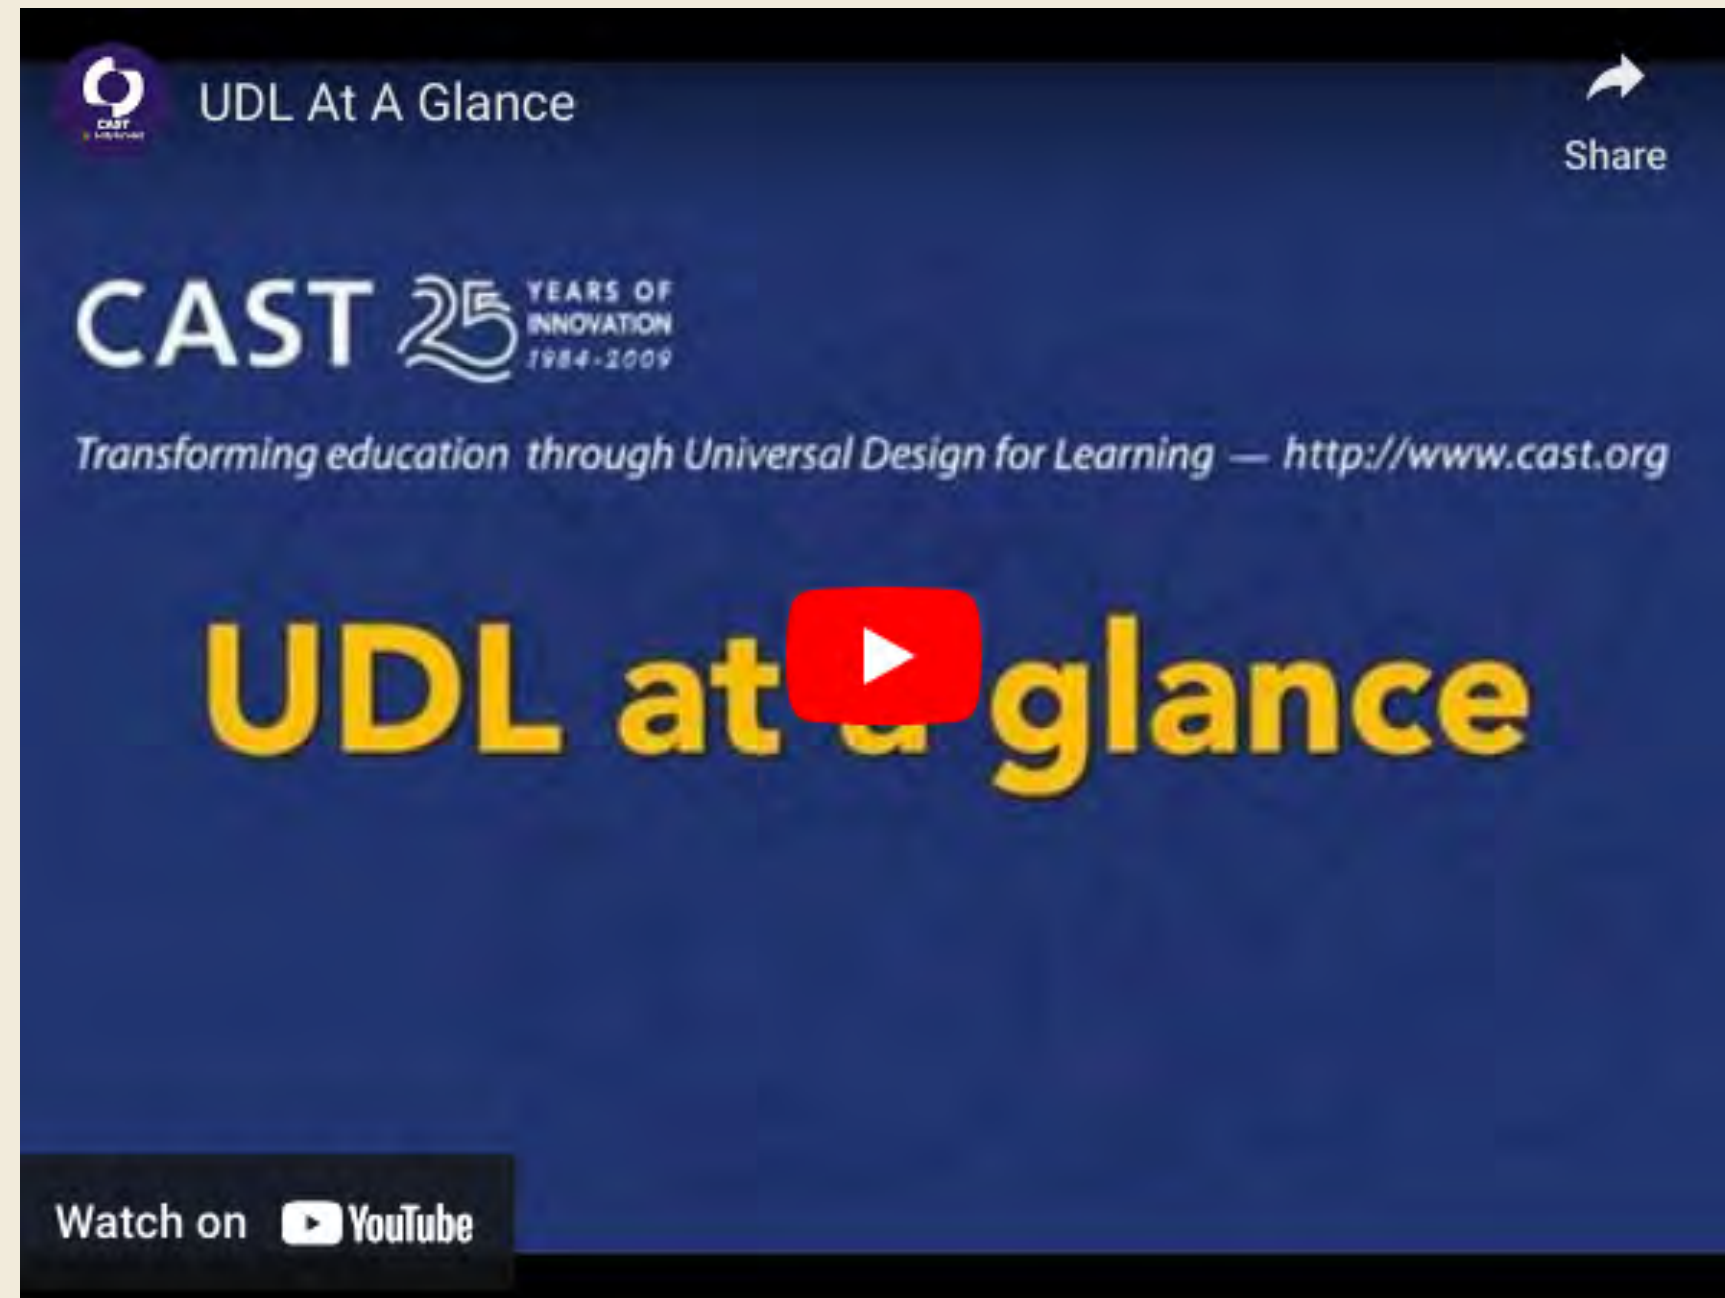 CAST
UDL At A Glance
Share
CAST 25 YEARS OF
INNOVATION
1984-2009
Transforming education through Universal Design for Learning — http://www.cast.org
UDL at a glance
Watch on YouTube